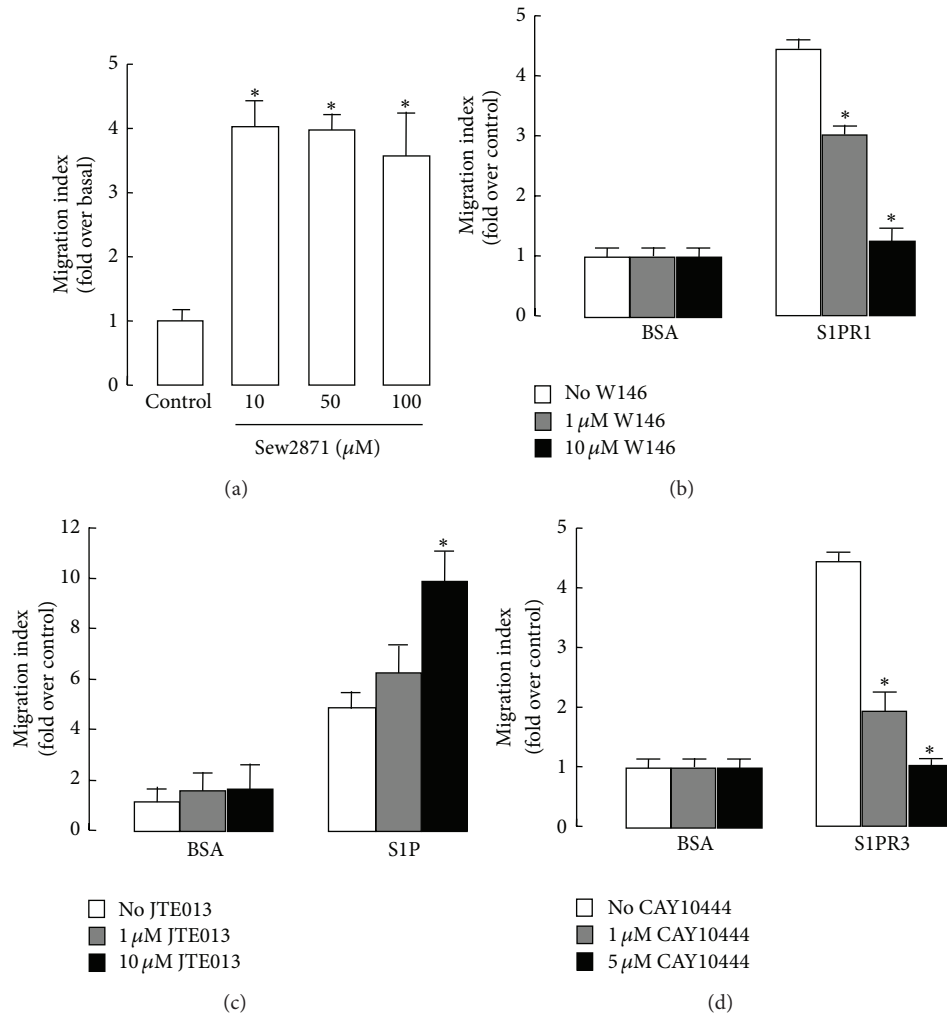 (a)
Migration index
(fold over basal)
5
4
3
2
1
0
* * *
Control 10 50 100
Sew2871 (μM)
(b)
Migration index
(fold over control)
5
4
3
2
1
0
*
*
BSA S1PR1
No W146
1 μM W146
10 μM W146
(c)
Migration index
(fold over control)
12
10
8
6
4
2
0
*
BSA S1P
No JTE013
1 μM JTE013
10 μM JTE013
(d)
Migration index
(fold over control)
5
4
3
2
1
0
*
*
BSA S1PR3
No CAY10444
1 μM CAY10444
5 μM CAY10444